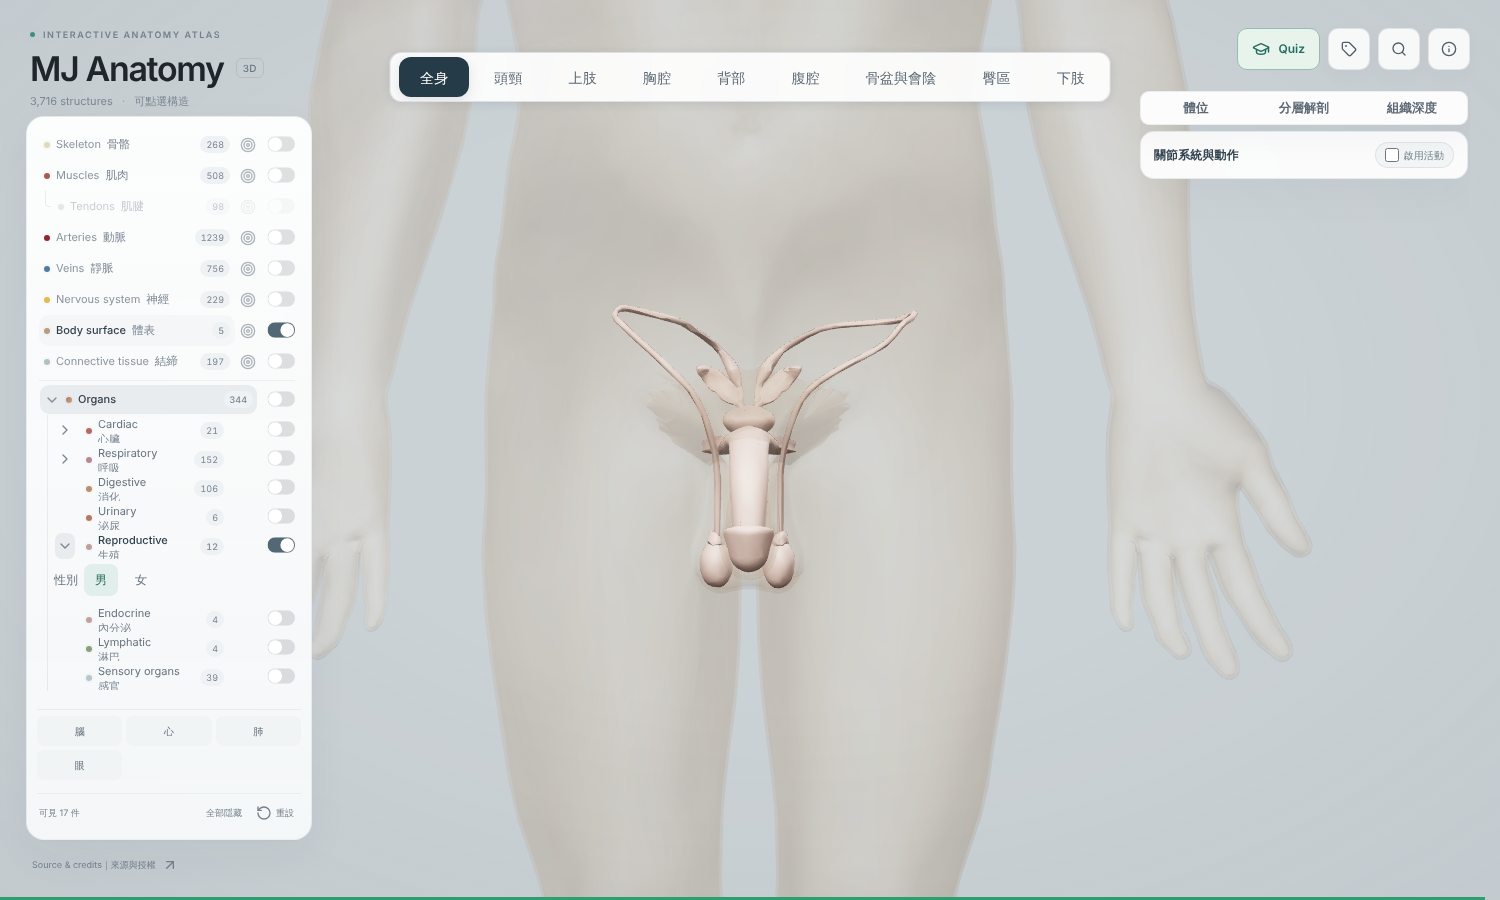 INTERACTIVE ANATOMY ATLAS
MJ Anatomy 3D
3,716 structures · 可點選構造
全身 頭頸 上肢 胸腔 背部 腹腔 骨盆與會陰 臀區 下肢
Quiz
體位 分層解剖 組織深度
關節系統與動作 啟用活動
Skeleton 骨骼 268
Muscles 肌肉 508
Tendons 肌腱 98
Arteries 動脈 1239
Veins 靜脈 756
Nervous system 神經 229
Body surface 體表 5
Connective tissue 結締 197
Organs 344
Cardiac 21
心臟
Respiratory 152
呼吸
Digestive 106
消化
Urinary 6
泌尿
Reproductive 12
生殖
性別 男 女
Endocrine 4
內分泌
Lymphatic 4
淋巴
Sensory organs 39
感官
腦 心 肺
眼
可見 17 件 全部隱藏 重設
Source & credits | 來源與授權